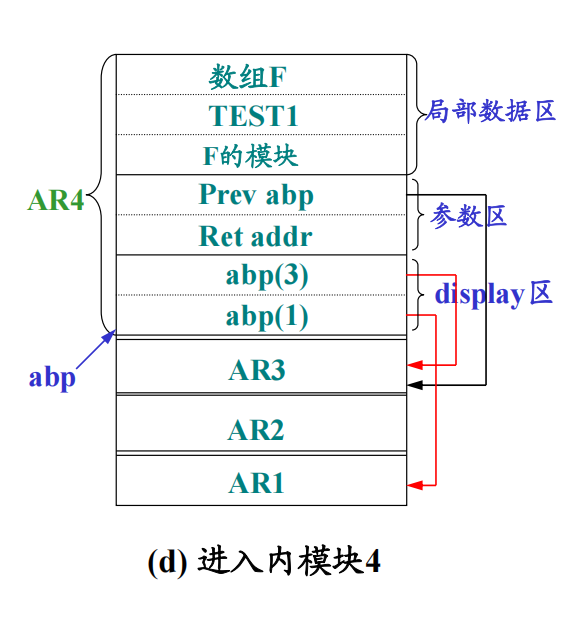 数组F
TEST1
局部数据区
F的模块
AR4
Prev abp
参数区
Ret addr
abp(3)
display区
abp(1)
abp
AR3
AR2
AR1
(d) 进入内模块4